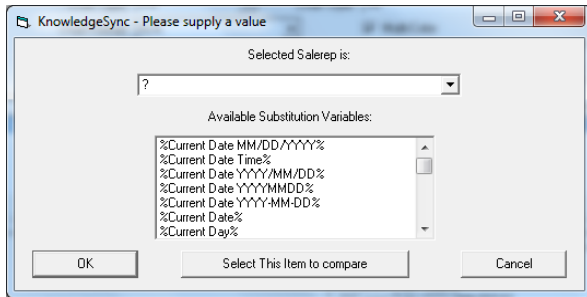 KnowledgeSync - Please supply a value
Selected Salerep is:
?
Available Substitution Variables:
%Current Date MM/DD/YYYY%
%Current Date Time%
%Current Date YYYY/MM/DD%
%Current Date YYYYMMDD%
%Current Date YYYY-MM-DD%
%Current Date%
%Current Day%
OK
Select This Item to compare
Cancel